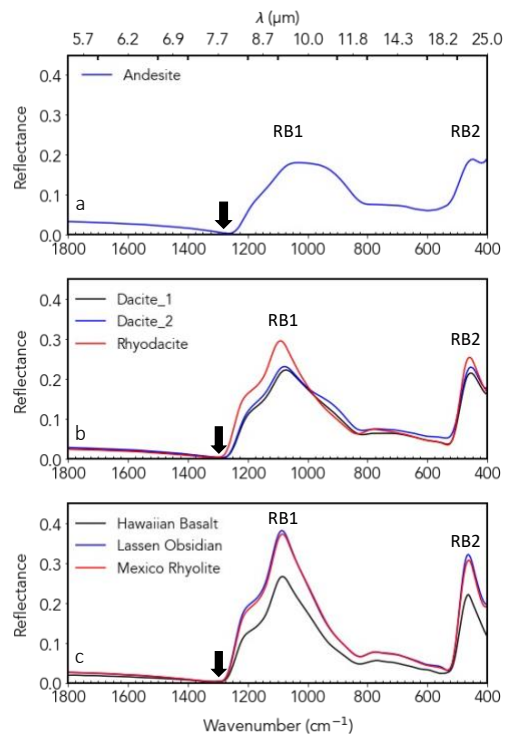 λ (μm)
5.7 6.2 6.9 7.7 8.7 10.0 11.8 14.3 18.2 25.0
Andesite
RB1
RB2
Reflectance
0.4
0.3
0.2
0.1
0.0
a
1800 1600 1400 1200 1000 800 600 400
Dacite_1
Dacite_2
Rhyodacite
RB1
RB2
Reflectance
0.4
0.3
0.2
0.1
0.0
b
1800 1600 1400 1200 1000 800 600 400
Hawaiian Basalt
Lassen Obsidian
Mexico Rhyolite
RB1
RB2
Reflectance
0.4
0.3
0.2
0.1
0.0
c
1800 1600 1400 1200 1000 800 600 400
Wavenumber (cm⁻¹)